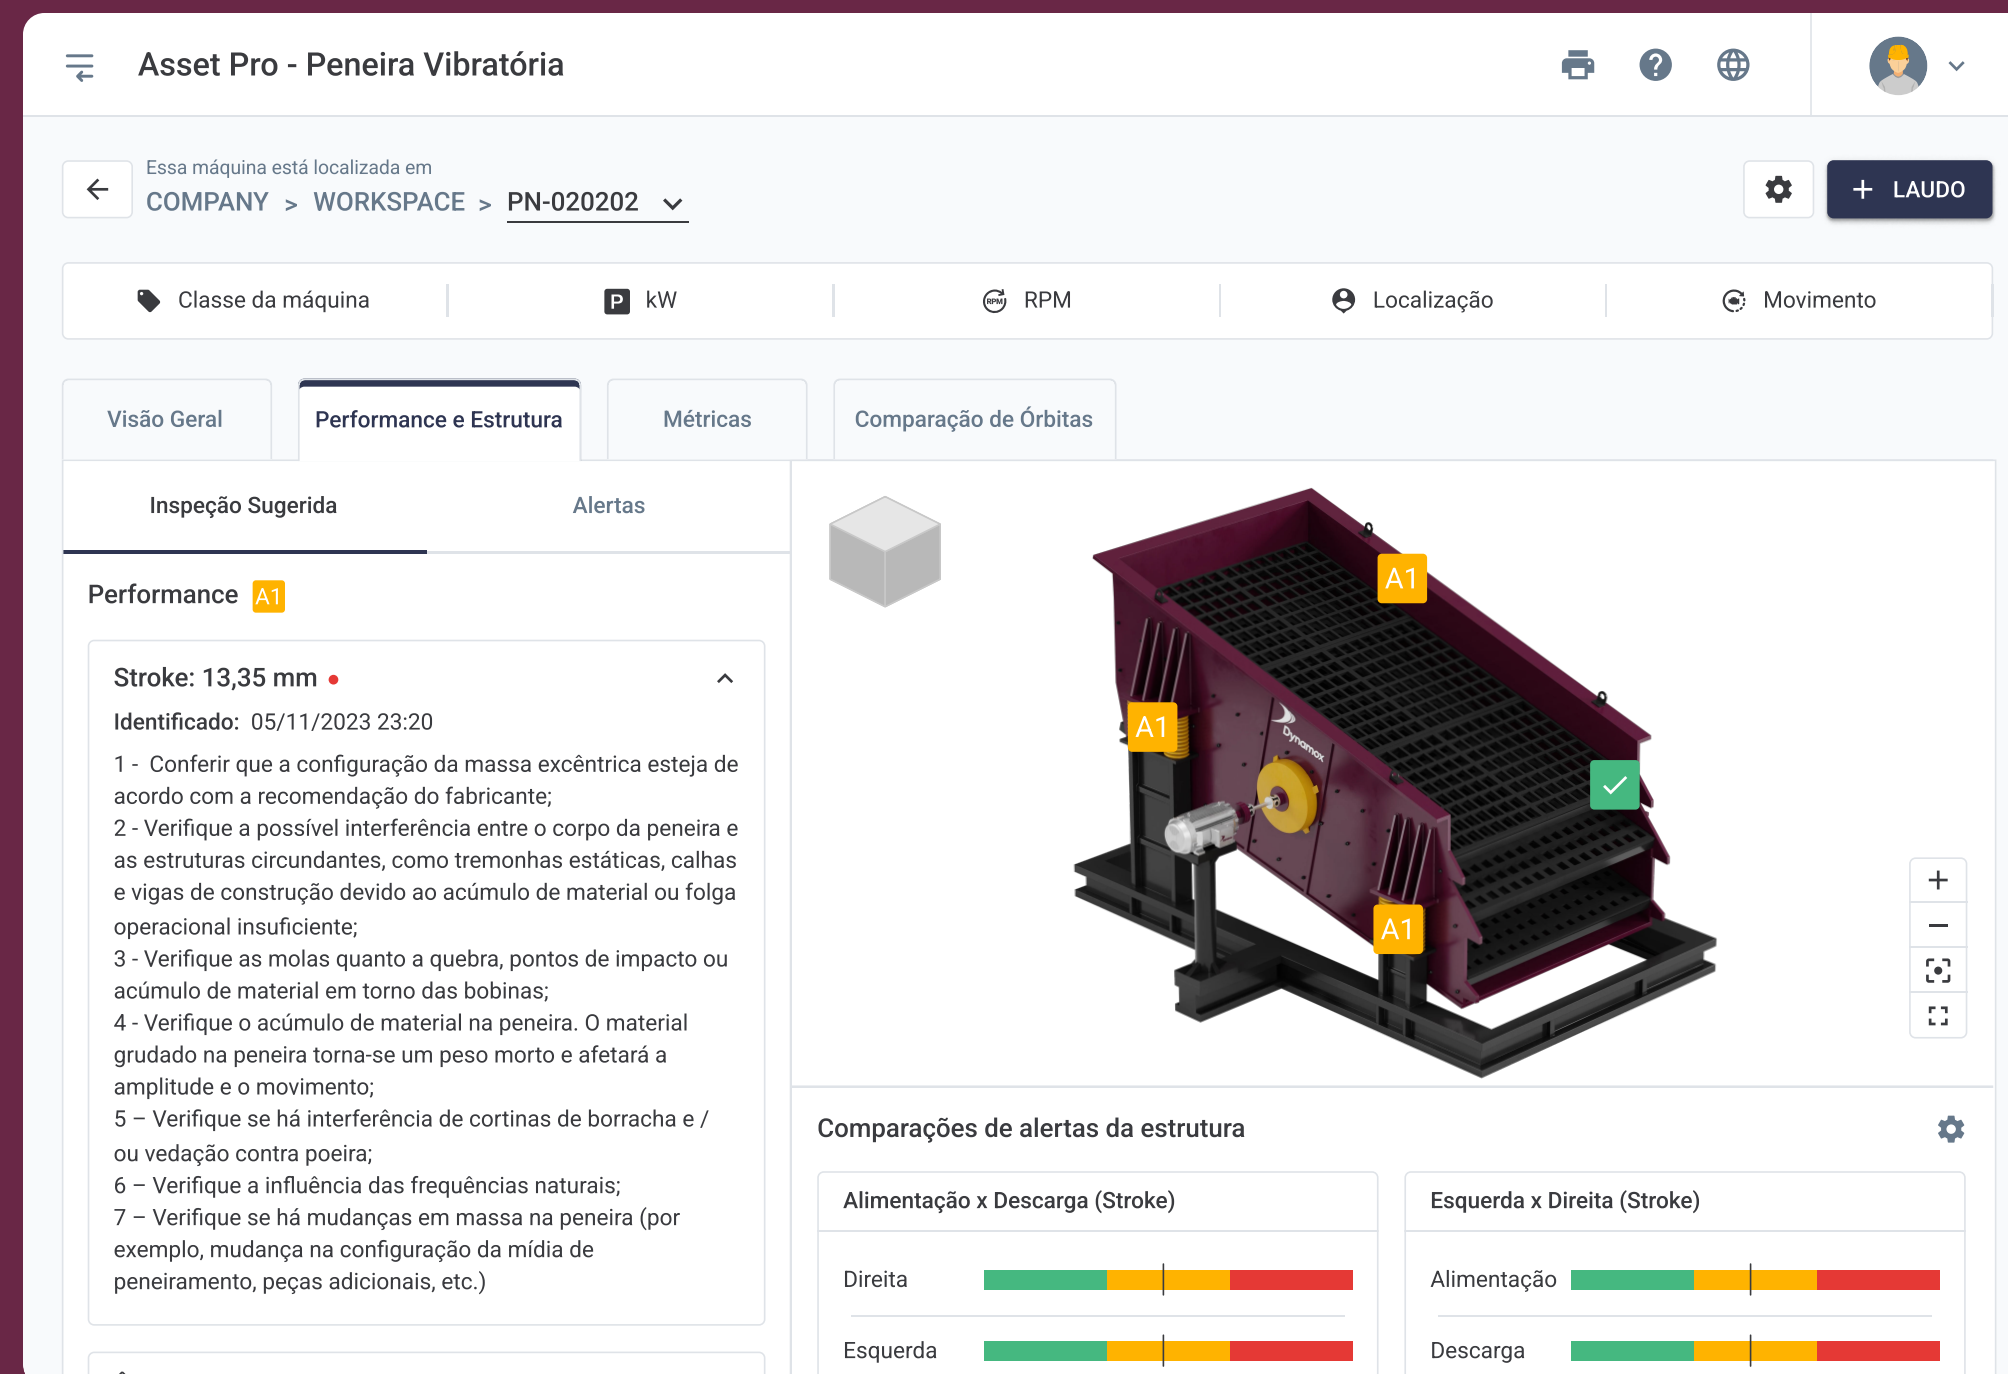 Asset Pro - Peneira Vibratória
Essa máquina está localizada em
COMPANY > WORKSPACE > PN-020202
+ LAUDO
Classe da máquina
P kW
RPM RPM
Localização
Movimento
Visão Geral
Performance e Estrutura
Métricas
Comparação de Órbitas
Inspeção Sugerida
Alertas
Performance A1
Stroke: 13,35 mm
Identificado: 05/11/2023 23:20
1 - Conferir que a configuração da massa excêntrica esteja de
acordo com a recomendação do fabricante;
2 - Verifique a possível interferência entre o corpo da peneira e
as estruturas circundantes, como tremonhas estáticas, calhas
e vigas de construção devido ao acúmulo de material ou folga
operacional insuficiente;
3 - Verifique as molas quanto a quebra, pontos de impacto ou
acúmulo de material em torno das bobinas;
4 - Verifique o acúmulo de material na peneira. O material
grudado na peneira torna-se um peso morto e afetará a
amplitude e o movimento;
5 – Verifique se há interferência de cortinas de borracha e /
ou vedação contra poeira;
6 – Verifique a influência das frequências naturais;
7 – Verifique se há mudanças em massa na peneira (por
exemplo, mudança na configuração da mídia de
peneiramento, peças adicionais, etc.)
A1
A1
Dynamox
A1
Comparações de alertas da estrutura
Alimentação x Descarga (Stroke)
Direita
Esquerda
Esquerda x Direita (Stroke)
Alimentação
Descarga